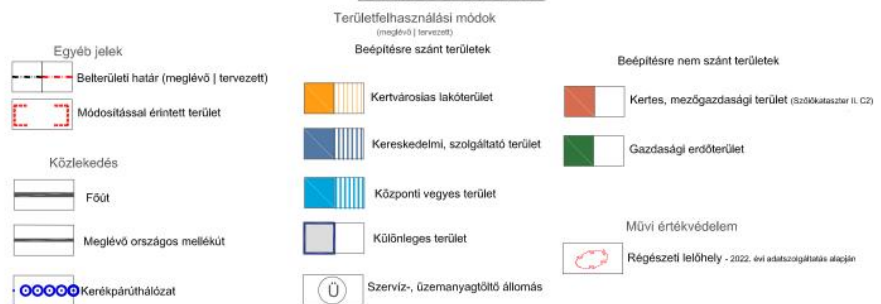 Területfelhasználási módok
(meglévő | tervezett)
Egyéb jelek
Belterületi határ (meglévő | tervezett)
Módosítással érintett terület
Közlekedés
Főút
Meglévő országos mellékút
Kerékpárúthálózat
Beépítésre szánt területek
Kertvárosias lakóterület
Kereskedelmi, szolgáltató terület
Központi vegyes terület
Különleges terület
Ü
Szervíz-, üzemanyagtöltő állomás
Beépítésre nem szánt területek
Kertes, mezőgazdasági terület (Szőlőkataszter II. C2)
Gazdasági erdőterület
Művi értékvédelem
Régészeti lelőhely - 2022. évi adatszolgáltatás alapján